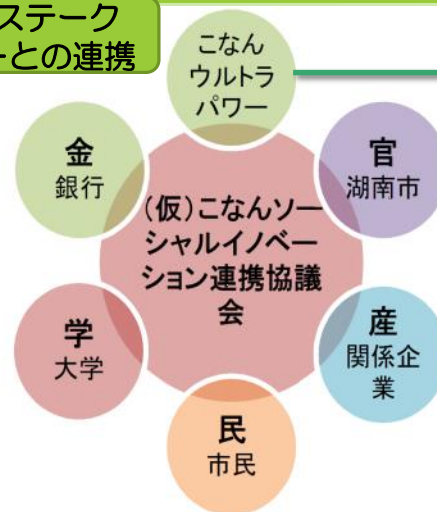 ステーク
ーとの連携
こなん
ウルトラ
パワー
金
銀行
官
湖南市
(仮)こなんソー
シャルイノベー
ション連携協議
会
学
大学
産
関係企
業
民
市民